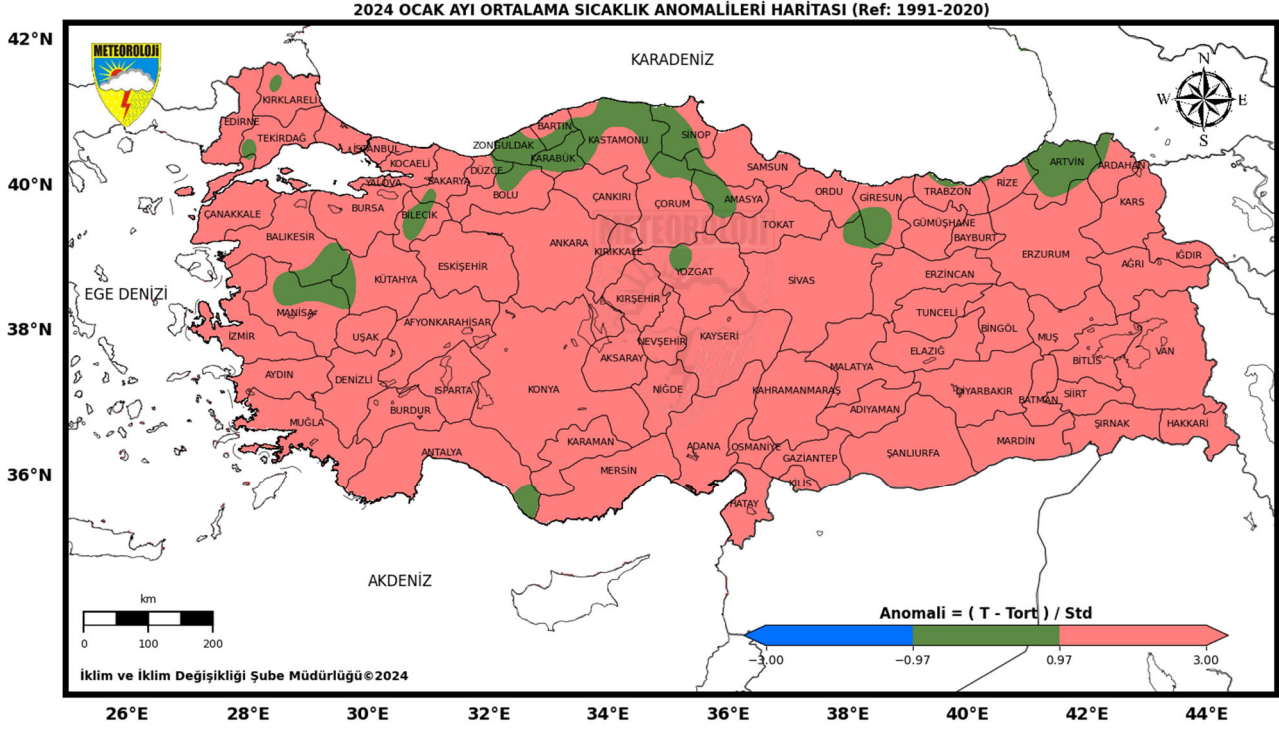 2024 OCAK AYI ORTALAMA SICAKLIK ANOMALİLERİ HARİTASI (Ref: 1991-2020)
42°N
METEOROLOJİ
KARADENİZ
N
W E
S
KIRKLARELİ
EDİRNE
TEKİRDAĞ
İSTANBUL
KOCAELİ
YALOVA
SAKARYA
DÜZCE
ZONGULDAK
BARTIN
KARABÜK
KASTAMONU
SİNOP
SAMSUN
ARTVİN
ARDAHAN
40°N
BOLU
ÇANKIRI
ÇORUM
AMASYA
ORDU
GİRESUN
TRABZON
RİZE
KARS
ÇANAKKALE
BURSA
BİLECİK
TOKAT
GÜMÜŞHANE
BAYBURT
BALIKESİR
ANKARA
METEOROLOJİ
KIRIKKALE
ERZURUM
AĞRI
IĞDIR
KÜTAHYA
ESKİŞEHİR
YOZGAT
SİVAS
ERZİNCAN
EGE DENİZİ
MANİSA
KIRŞEHİR
TUNCELİ
38°N
İZMİR
UŞAK
AFYONKARAHİSAR
NEVŞEHİR
KAYSERİ
BİNGÖL
MUŞ
AKSARAY
ELAZIĞ
BİTLİS
VAN
MALATYA
AYDIN
DENİZLİ
ISPARTA
KONYA
NİĞDE
KAHRAMANMARAŞ
DİYARBAKIR
BATMAN
SİİRT
BURDUR
ADIYAMAN
MUĞLA
ŞIRNAK
HAKKARİ
ANTALYA
KARAMAN
ADANA
OSMANİYE
GAZİANTEP
ŞANLIURFA
MARDİN
36°N
MERSİN
KİLİS
HATAY
AKDENİZ
km
0 100 200
Anomali = ( T - Tort ) / Std
−3.00 −0.97 0.97 3.00
İklim ve İklim Değişikliği Şube Müdürlüğü©2024
26°E 28°E 30°E 32°E 34°E 36°E 38°E 40°E 42°E 44°E